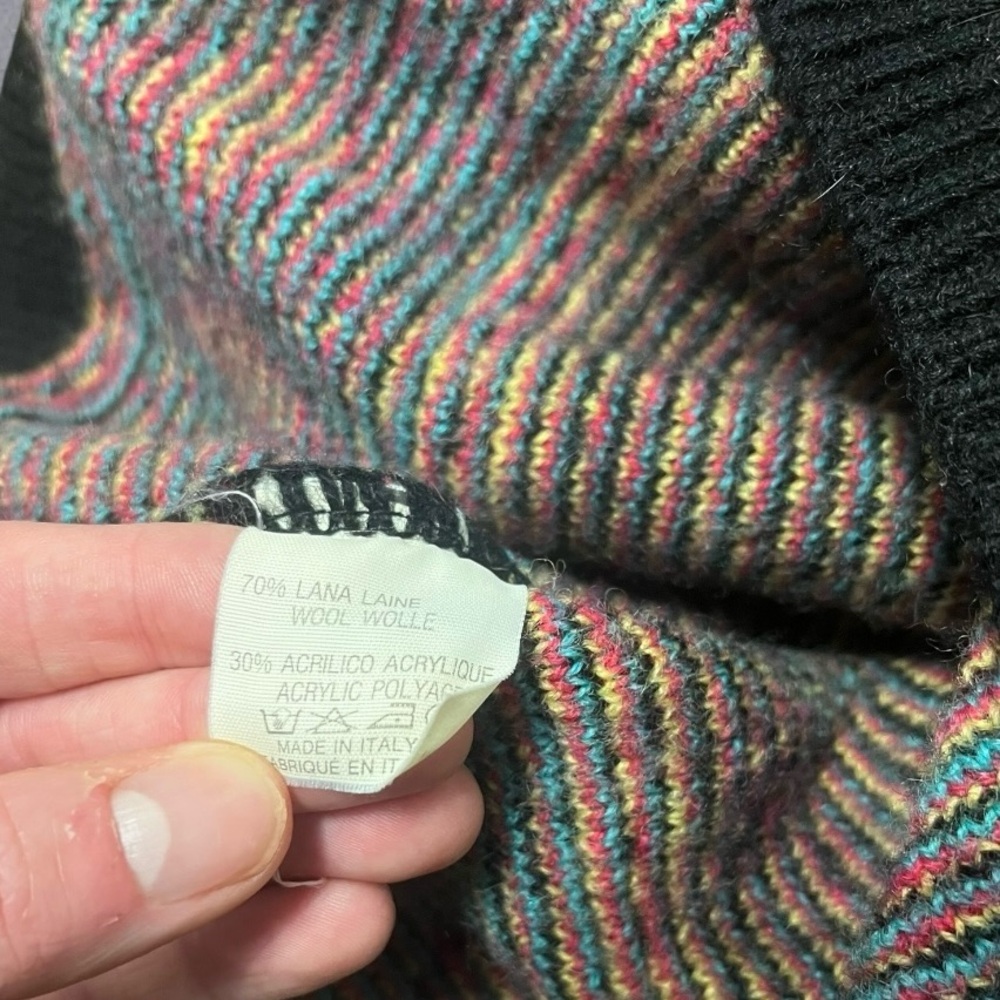 70% LANA LAINE
WOOL WOLLE
30% ACRILICO ACRYLIQUE
ACRYLIC
MADE IN ITALY
EN